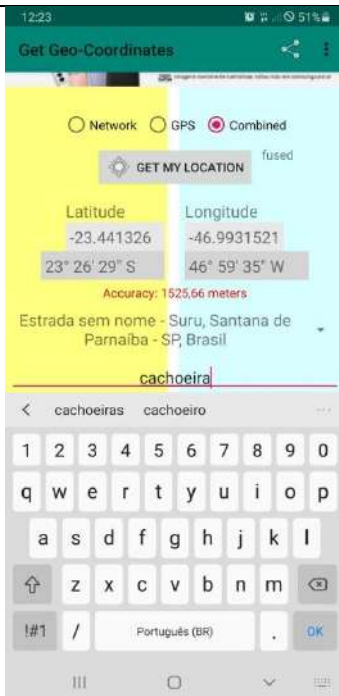 12:23 51%
Get Geo-Coordinates
Network GPS Combined
GET MY LOCATION fused
Latitude Longitude
-23.441326 -46.9931521
23° 26' 29" S 46° 59' 35" W
Accuracy: 1525,66 meters
Estrada sem nome - Suru, Santana de
Parnaíba - SP, Brasil
cachoeira
cachoeiras cachoeiro
1 2 3 4 5 6 7 8 9 0
q w e r t y u i o p
a s d f g h j k l
z x c v b n m
!#1 / Português (BR) . OK